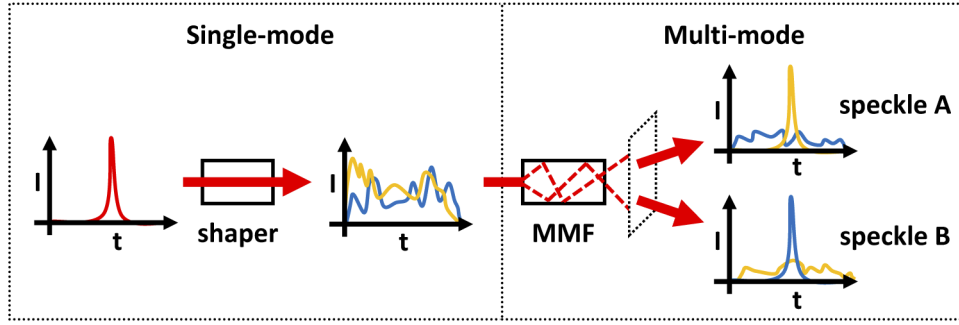 Single-mode
Multi-mode
I
t
shaper
I
t
MMF
I
t
speckle A
I
t
speckle B